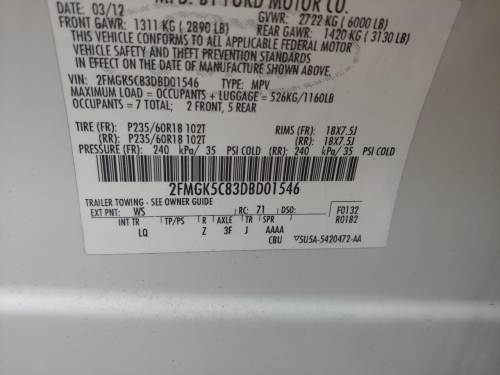 MFD. BY FORD MOTOR CO.
DATE: 03/12 GVWR: 2722 KG ( 6000 LB)
FRONT GAWR: 1311 KG ( 2890 LB) REAR GAWR: 1420 KG ( 3130 LB)
THIS VEHICLE CONFORMS TO ALL APPLICABLE FEDERAL MOTOR
VEHICLE SAFETY AND THEFT PREVENTION STANDARDS
IN EFFECT ON THE DATE OF MANUFACTURE SHOWN ABOVE.
VIN: 2FMGK5C83DBD01546 TYPE: MPV
MAXIMUM LOAD = OCCUPANTS + LUGGAGE = 526KG/1160LB
OCCUPANTS = 7 TOTAL; 2 FRONT, 5 REAR
TIRE (FR): P235/60R18 102T RIMS (FR): 18X7.5J
(RR): P235/60R18 102T (RR): 18X7.5J
PRESSURE (FR): 240 kPa/ 35 PSI COLD (RR) 240 kPa/ 35 PSI COLD
2FMGK5C83DBD01546
TRAILER TOWING - SEE OWNER GUIDE
EXT PNT: WS RC: 71 DSO: F0132
INT TR TP/PS R AXLE TR SPR R0182
LQ Z 3F J AAAA
CBU ▽5U5A-5420472-AA